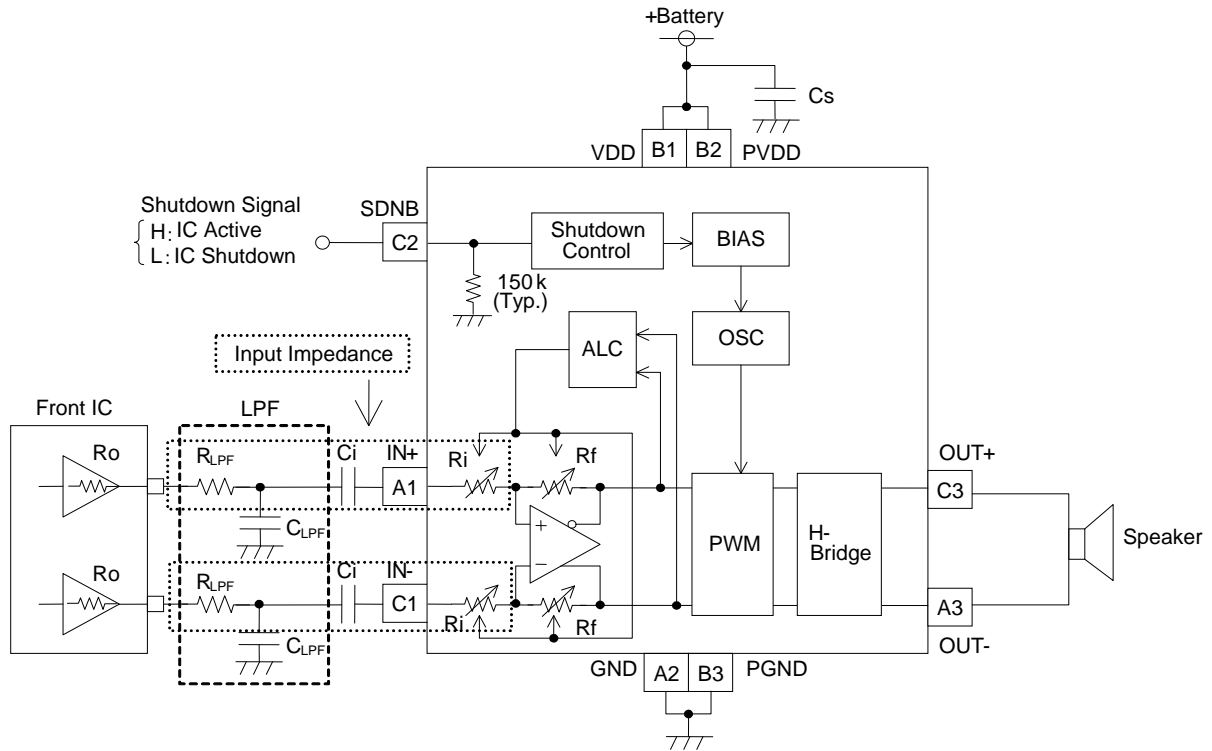 +Battery
Cs
VDD
B1
B2
PVDD
Shutdown Signal
H: IC Active
L: IC Shutdown
SDNB
C2
150k
(Typ.)
Shutdown
Control
BIAS
OSC
ALC
Input Impedance
Front IC
LPF
Ro
RLPF
Ci
IN+
A1
Ri
Rf
CLPF
+
−
PWM
H-
Bridge
OUT+
C3
Speaker
Ro
RLPF
Ci
IN-
C1
Ri
Rf
CLPF
A3
OUT-
GND
A2
B3
PGND